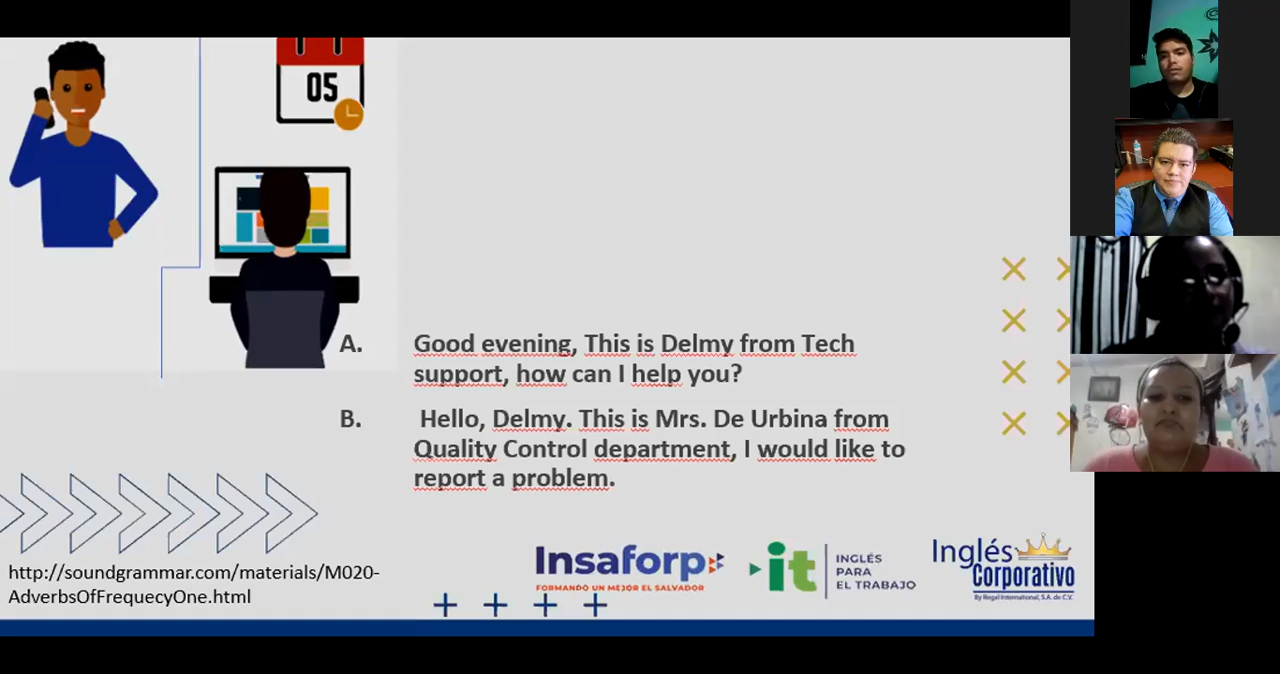 05
A. Good evening, This is Delmy from Tech
support, how can I help you?
B. Hello, Delmy. This is Mrs. De Urbina from
Quality Control department, I would like to
report a problem.
http://soundgrammar.com/materials/M020-
AdverbsOfFrequecyOne.html
Insaforp
FORMANDO UN MEJOR EL SALVADOR
it
INGLÉS
PARA
EL TRABAJO
Inglés
Corporativo
By Regal International, S.A. de C.V.